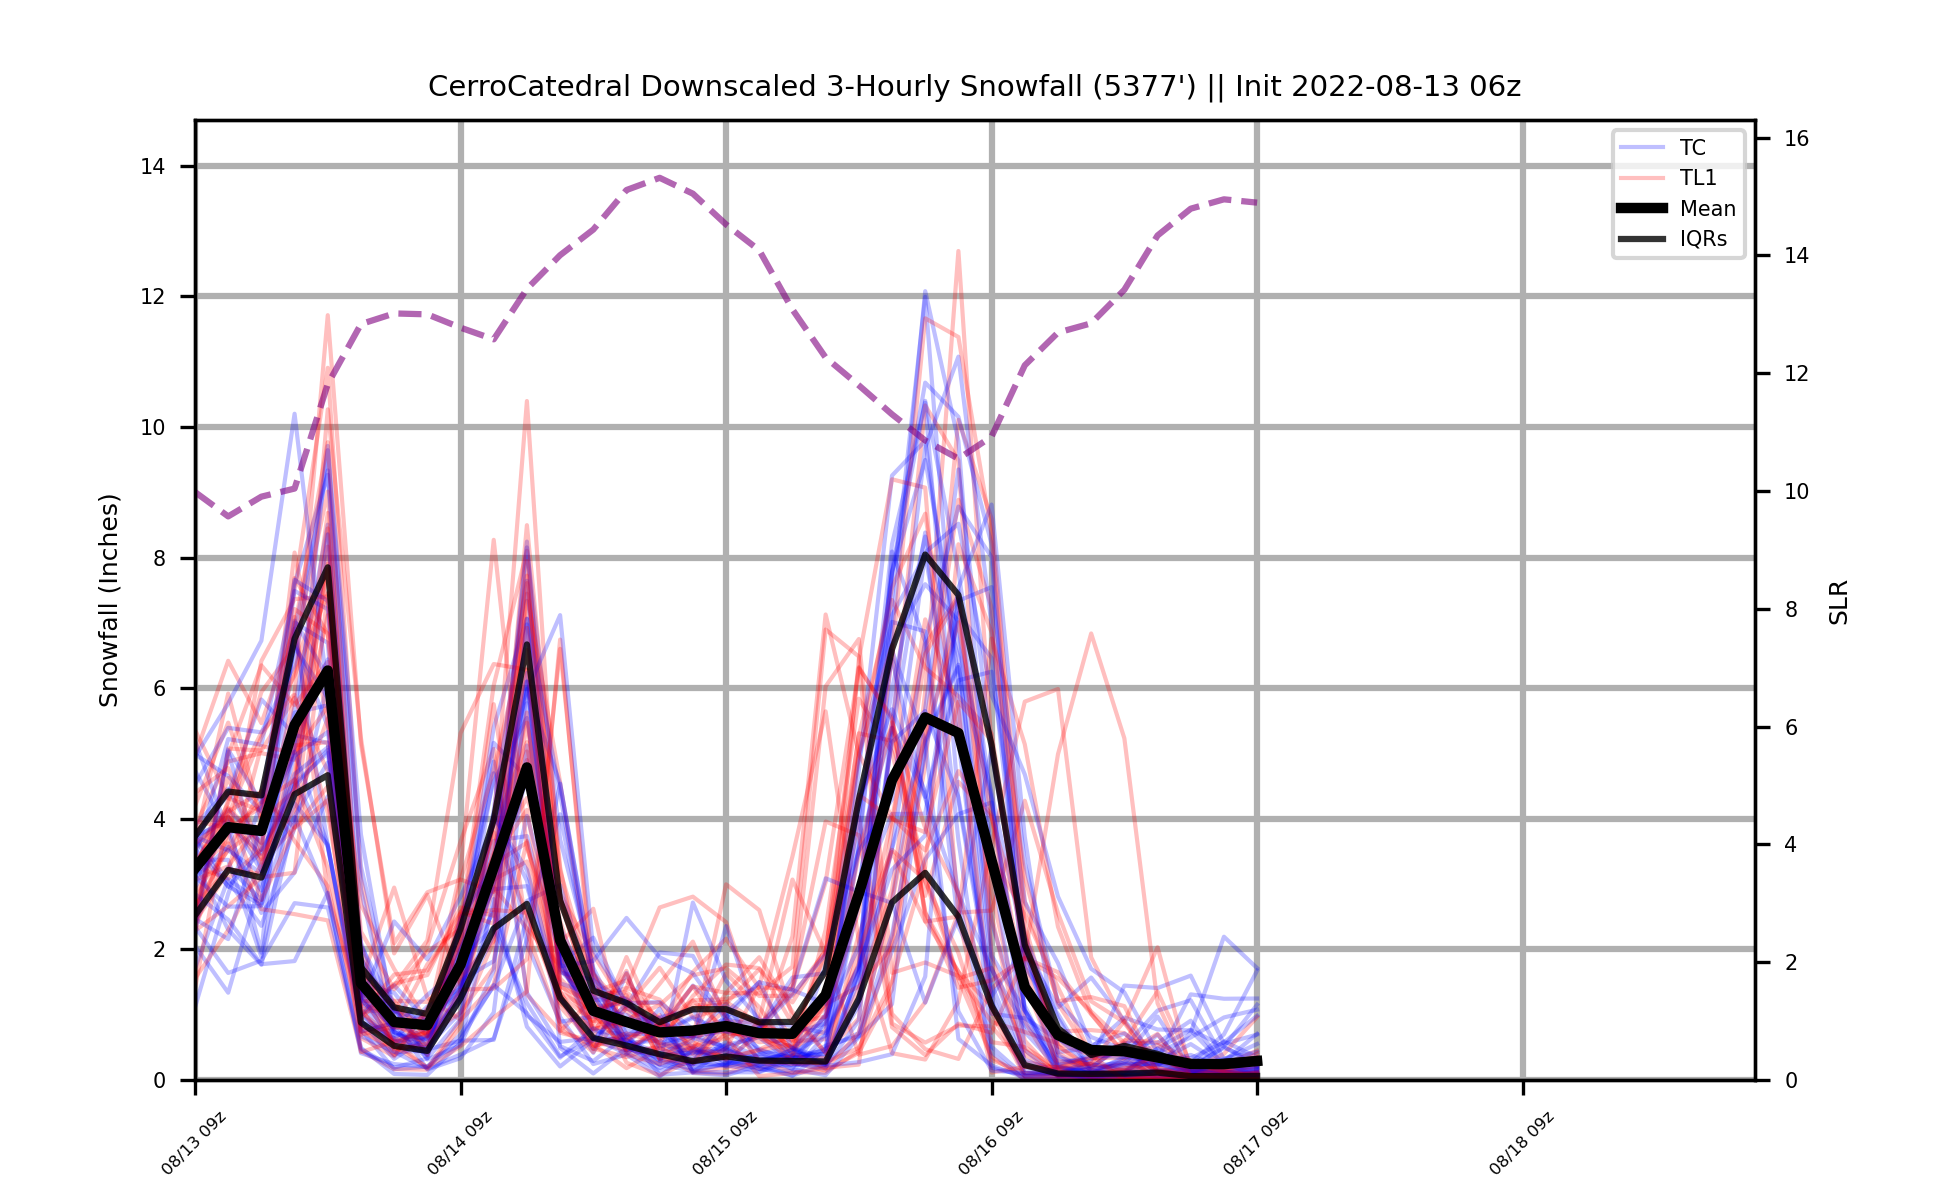 CerroCatedral Downscaled 3-Hourly Snowfall (5377') || Init 2022-08-13 06z
TC
TL1
Mean
IQRs
Snowfall (Inches)
14
12
10
8
6
4
2
0
16
14
12
10
8
6
4
2
0
SLR
08/13 09z
08/14 09z
08/15 09z
08/16 09z
08/17 09z
08/18 09z